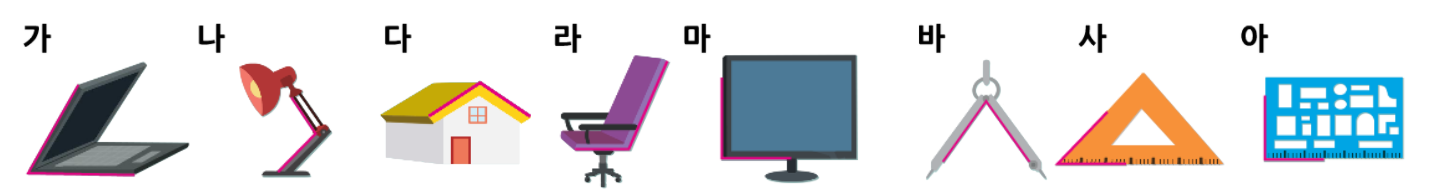 가 나 다 라 마 바 사 아